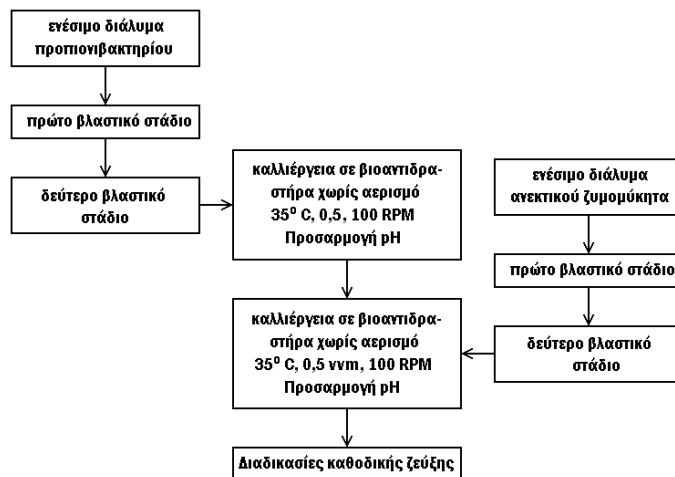 ενέσιμο διάλυμα
προπιονιβακτηρίου
πρώτο βλαστικό στάδιο
δεύτερο βλαστικό
στάδιο
καλλιέργεια σε βιοαντιδρα-
στήρα χωρίς αερισμό
35⁰ C, 0,5, 100 RPM
Προσαρμογή pH
ενέσιμο διάλυμα
ανεκτικού ζυμομύκητα
πρώτο βλαστικό στάδιο
δεύτερο βλαστικό
στάδιο
καλλιέργεια σε βιοαντιδρα-
στήρα χωρίς αερισμό
35⁰ C, 0,5 vvm, 100 RPM
Προσαρμογή pH
Διαδικασίες καθοδικής ζεύξης